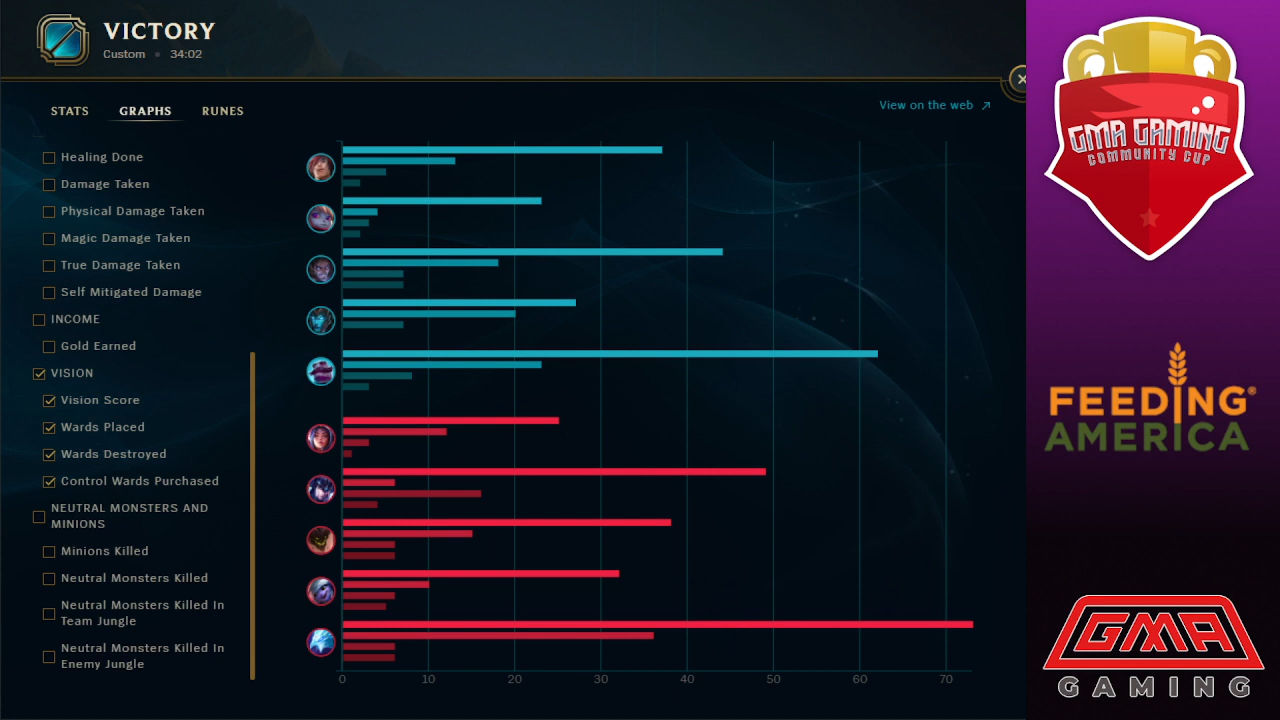 VICTORY
Custom • 34:02
STATS GRAPHS RUNES
View on the web
Healing Done
Damage Taken
Physical Damage Taken
Magic Damage Taken
True Damage Taken
Self Mitigated Damage
INCOME
Gold Earned
VISION
Vision Score
Wards Placed
Wards Destroyed
Control Wards Purchased
NEUTRAL MONSTERS AND
MINIONS
Minions Killed
Neutral Monsters Killed
Neutral Monsters Killed In
Team Jungle
Neutral Monsters Killed In
Enemy Jungle
0 10 20 30 40 50 60 70
GMA GAMING
COMMUNITY CUP
FEEDING®
AMERICA
GMA
GAMING